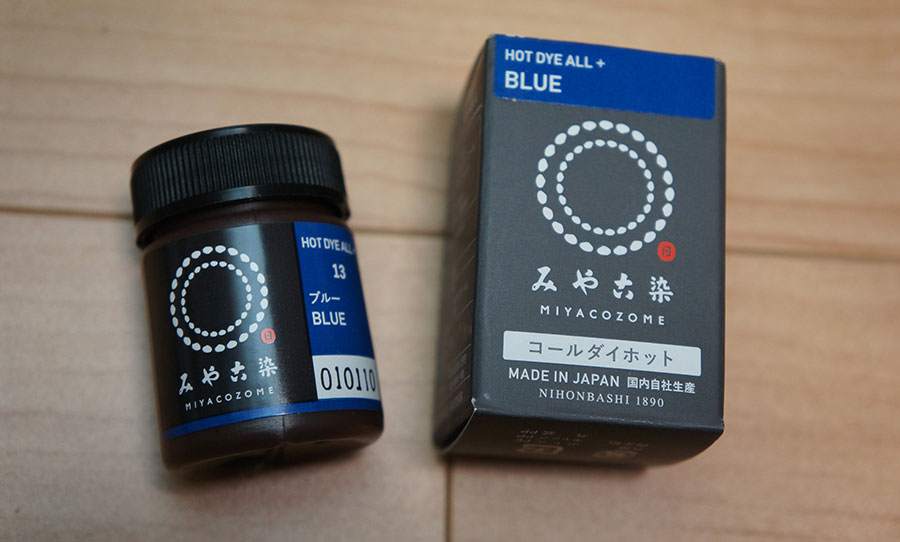 HOT DYE ALL +
13
ブルー
BLUE
010110
みや古染
MIYACOZOME
HOT DYE ALL +
BLUE
みや古染
MIYACOZOME
コールダイホット
MADE IN JAPAN 国内自社生産
NIHONBASHI 1890